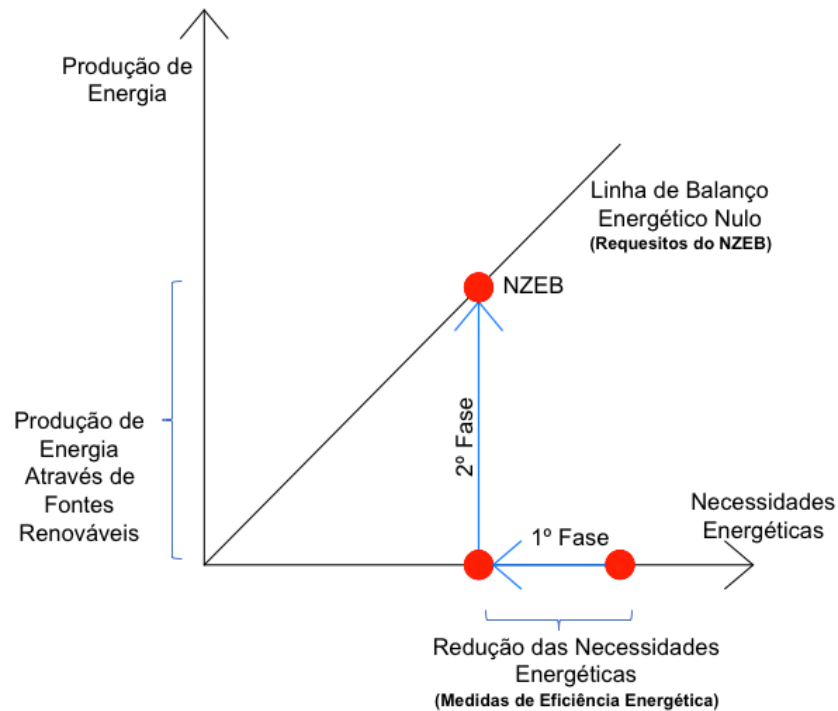 Produção de
Energia
Linha de Balanço
Energético Nulo
(Requesitos do NZEB)
NZEB
Produção de
Energia
Através de
Fontes
Renováveis
2º Fase
1º Fase
Necessidades
Energéticas
Redução das Necessidades
Energéticas
(Medidas de Eficiência Energética)